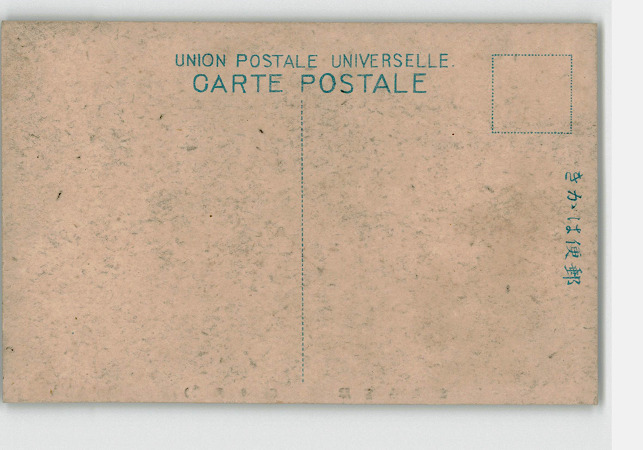 UNION POSTALE UNIVERSELLE.
CARTE POSTALE
きかは便郵